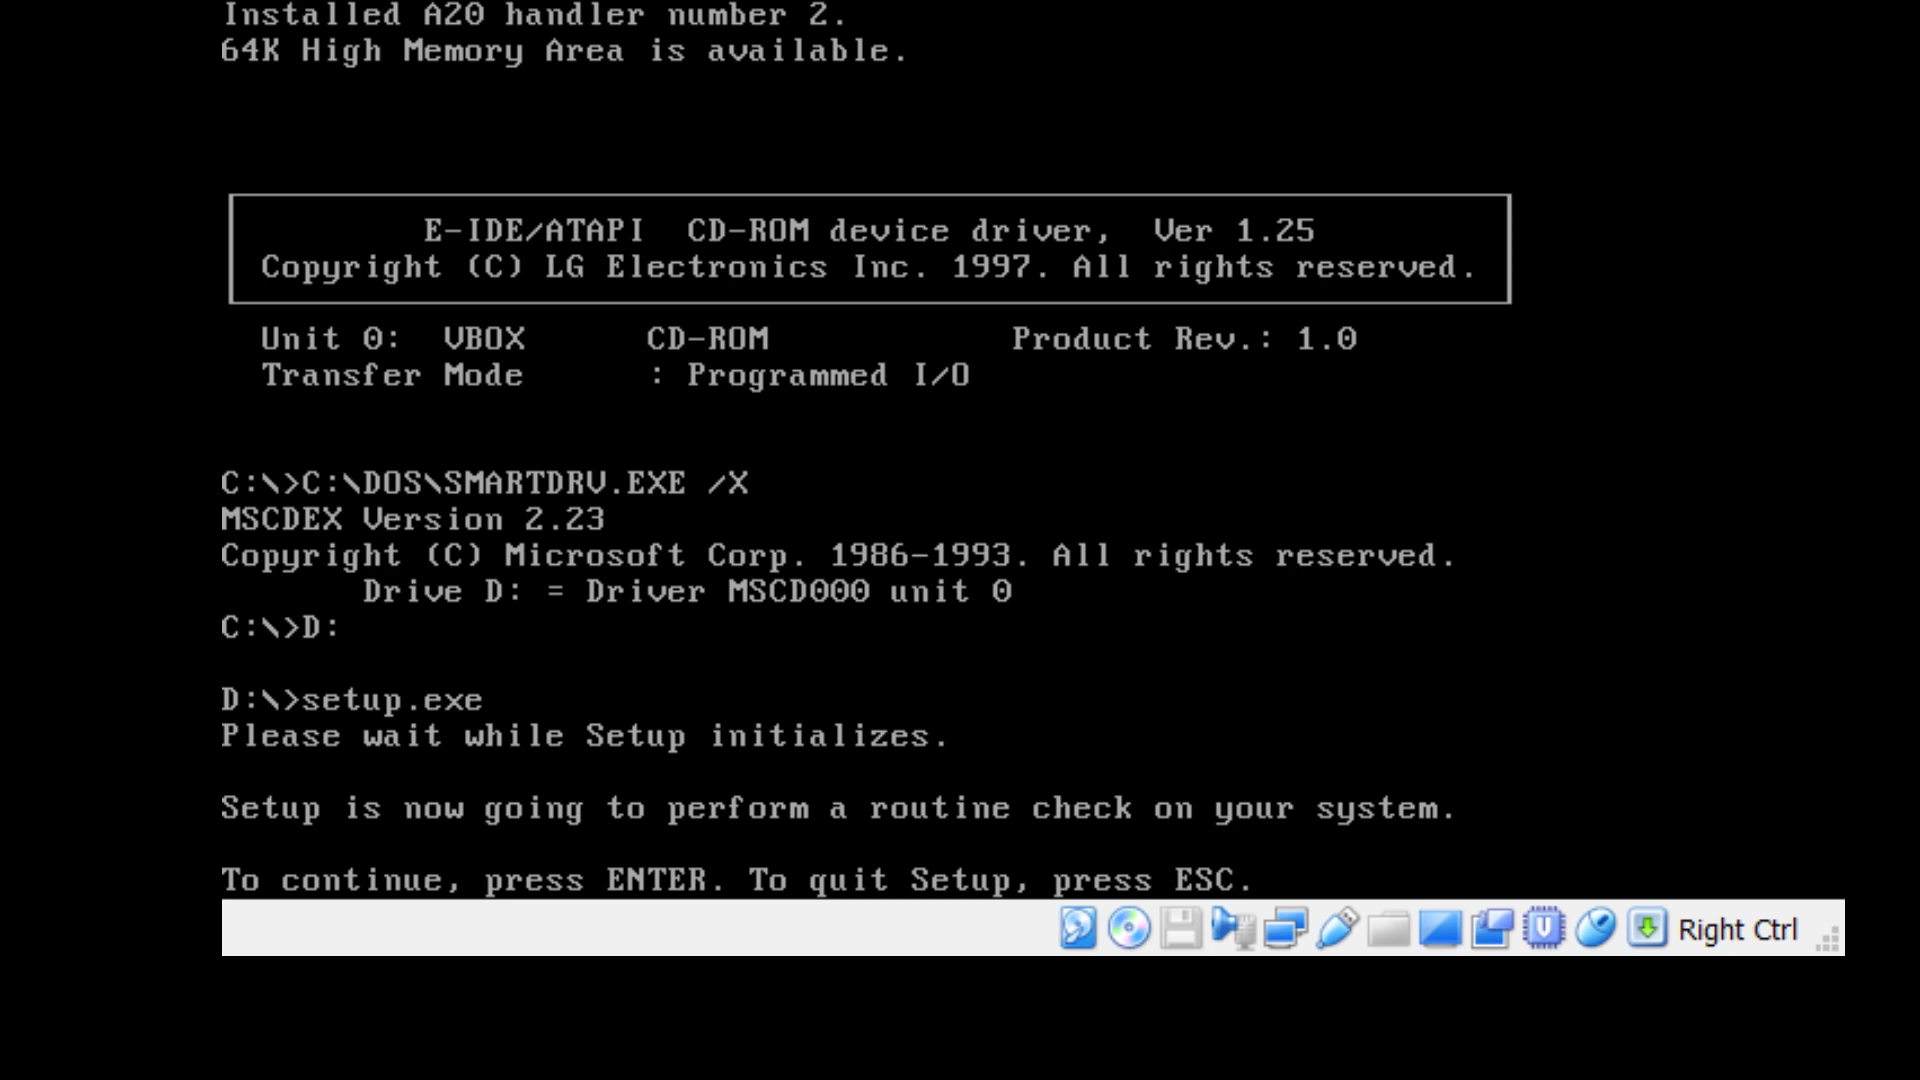 Installed A20 handler number 2.
64K High Memory Area is available.
E-IDE/ATAPI  CD-ROM device driver,  Ver 1.25
Copyright (C) LG Electronics Inc. 1997. All rights reserved.
Unit 0:  VBOX      CD-ROM            Product Rev.: 1.0
Transfer Mode      : Programmed I/O
C:\>C:\DOS\SMARTDRV.EXE /X
MSCDEX Version 2.23
Copyright (C) Microsoft Corp. 1986-1993. All rights reserved.
       Drive D: = Driver MSCD000 unit 0
C:\>D:
D:\>setup.exe
Please wait while Setup initializes.
Setup is now going to perform a routine check on your system.
To continue, press ENTER. To quit Setup, press ESC.
Right Ctrl